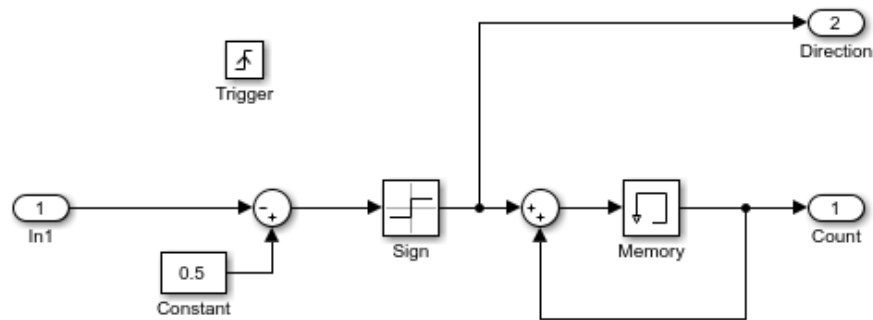 2
Direction
Trigger
1
In1
-
+
0.5
Constant
Sign
+
+
Memory
1
Count